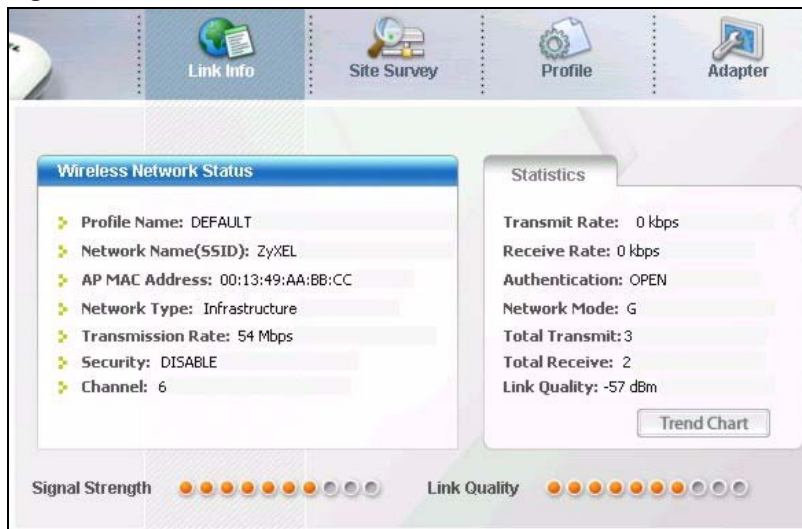 Link Info
Site Survey
Profile
Adapter
Wireless Network Status
Profile Name: DEFAULT
Network Name(SSID): ZyXEL
AP MAC Address: 00:13:49:AA:BB:CC
Network Type: Infrastructure
Transmission Rate: 54 Mbps
Security: DISABLE
Channel: 6
Statistics
Transmit Rate: 0 kbps
Receive Rate: 0 kbps
Authentication: OPEN
Network Mode: G
Total Transmit: 3
Total Receive: 2
Link Quality: -57 dBm
Trend Chart
Signal Strength
Link Quality